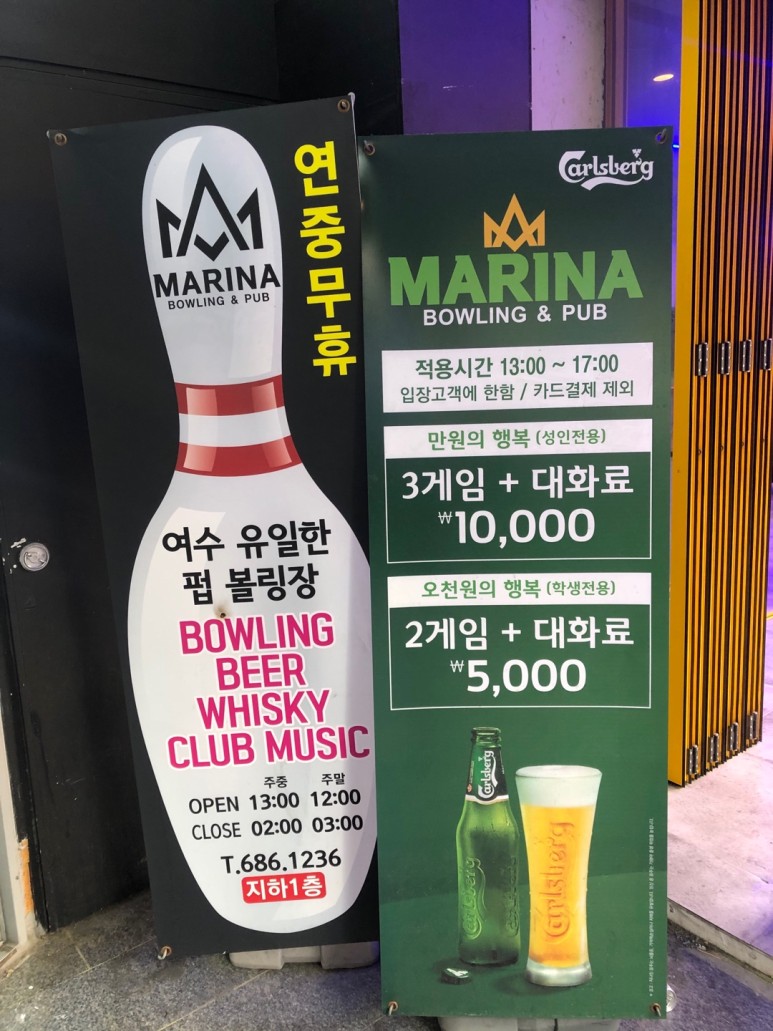 연중무휴
MARINA
BOWLING & PUB
여수 유일한
펍 볼링장
BOWLING
BEER
WHISKY
CLUB MUSIC
주중 주말
OPEN 13:00 12:00
CLOSE 02:00 03:00
T.686.1236
지하1층
Carlsberg
MARINA
BOWLING & PUB
적용시간 13:00 ~ 17:00
입장고객에 한함 / 카드결제 제외
만원의 행복 (성인전용)
3게임 + 대화료
₩10,000
오천원의 행복 (학생전용)
2게임 + 대화료
₩5,000
Carlsberg
Carlsberg
Carlsberg